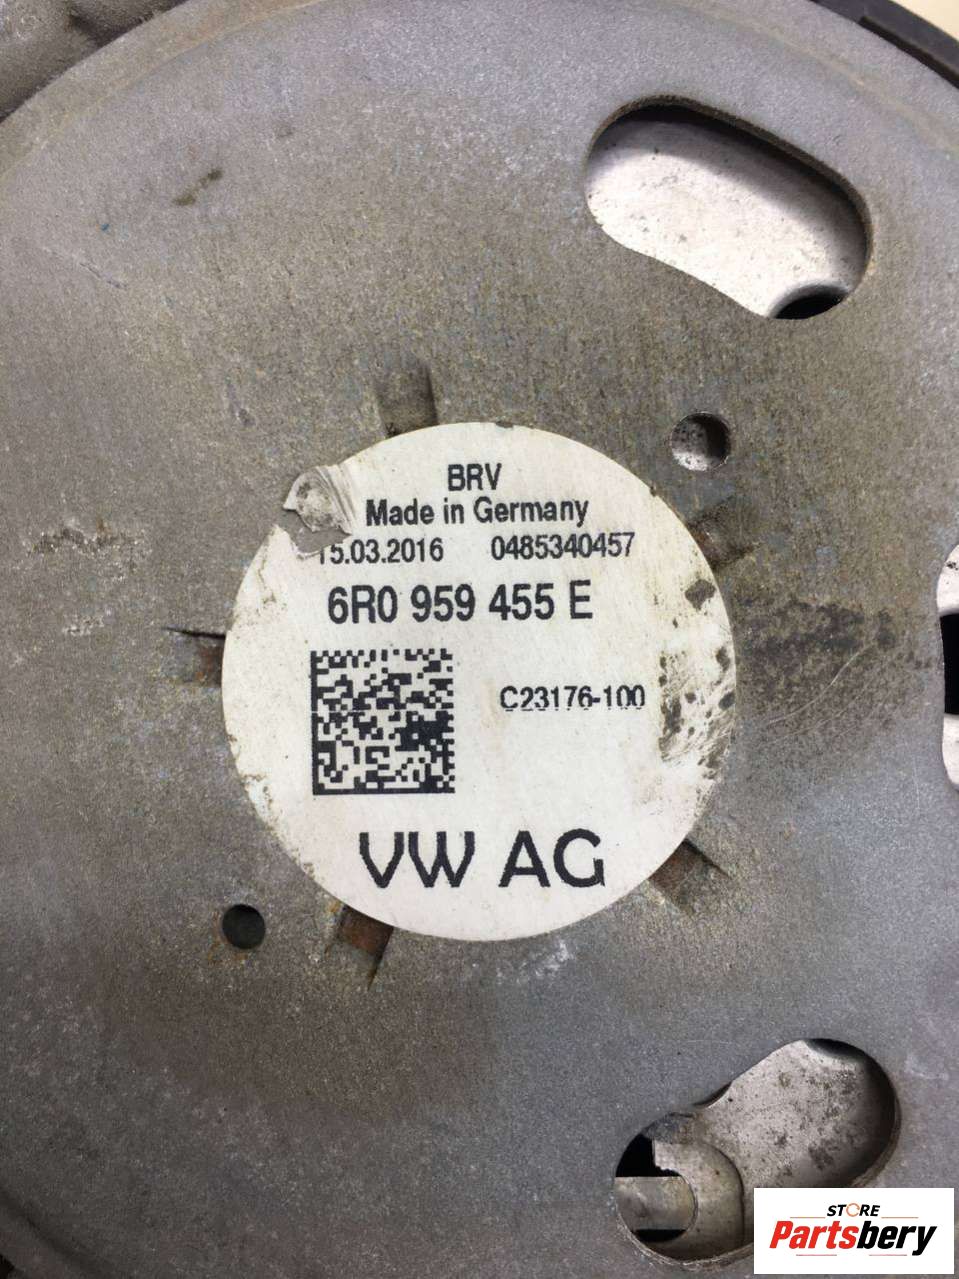 BRV
Made in Germany
15.03.2016 0485340457
6R0 959 455 E
C23176-100
VW AG
STORE
Partsbery